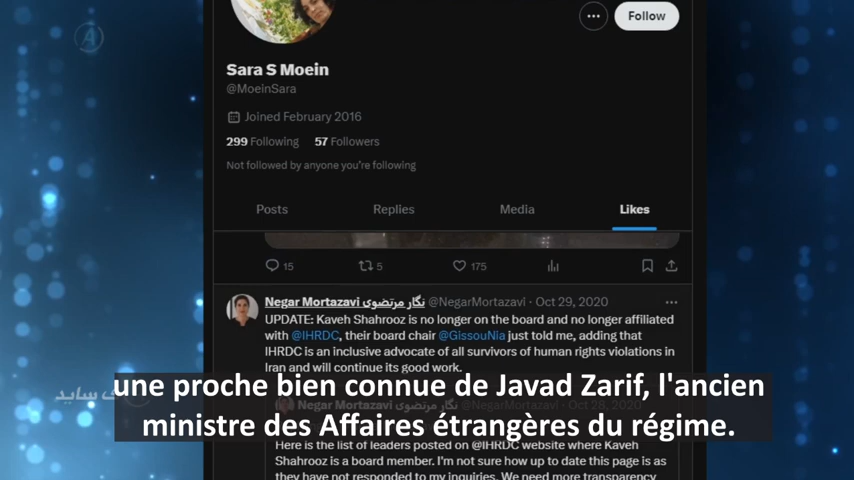 Follow
Sara S Moein
@MoeinSara
Joined February 2016
299 Following 57 Followers
Not followed by anyone you're following
Posts Replies Media Likes
15 5 175
Negar Mortazavi نگار مرتضوی @NegarMortazavi · Oct 29, 2020
UPDATE: Kaveh Shahrooz is no longer on the board and no longer affiliated
with @IHRDC, their board chair @GissouNia just told me, adding that
IHRDC is an inclusive advocate of all survivors of human rights violations in
Iran and will continue its good work.
une proche bien connue de Javad Zarif, l'ancien
Negar Mortazavi نگار مرتضوی @NegarMortazavi · Oct 28, 2020
ministre des Affaires étrangères du régime.
Here is the list of leaders posted on @IHRDC website where Kaveh
Shahrooz is a board member. I'm not sure how up to date this page is as
they have not responded to my inquiries. We need more transparency